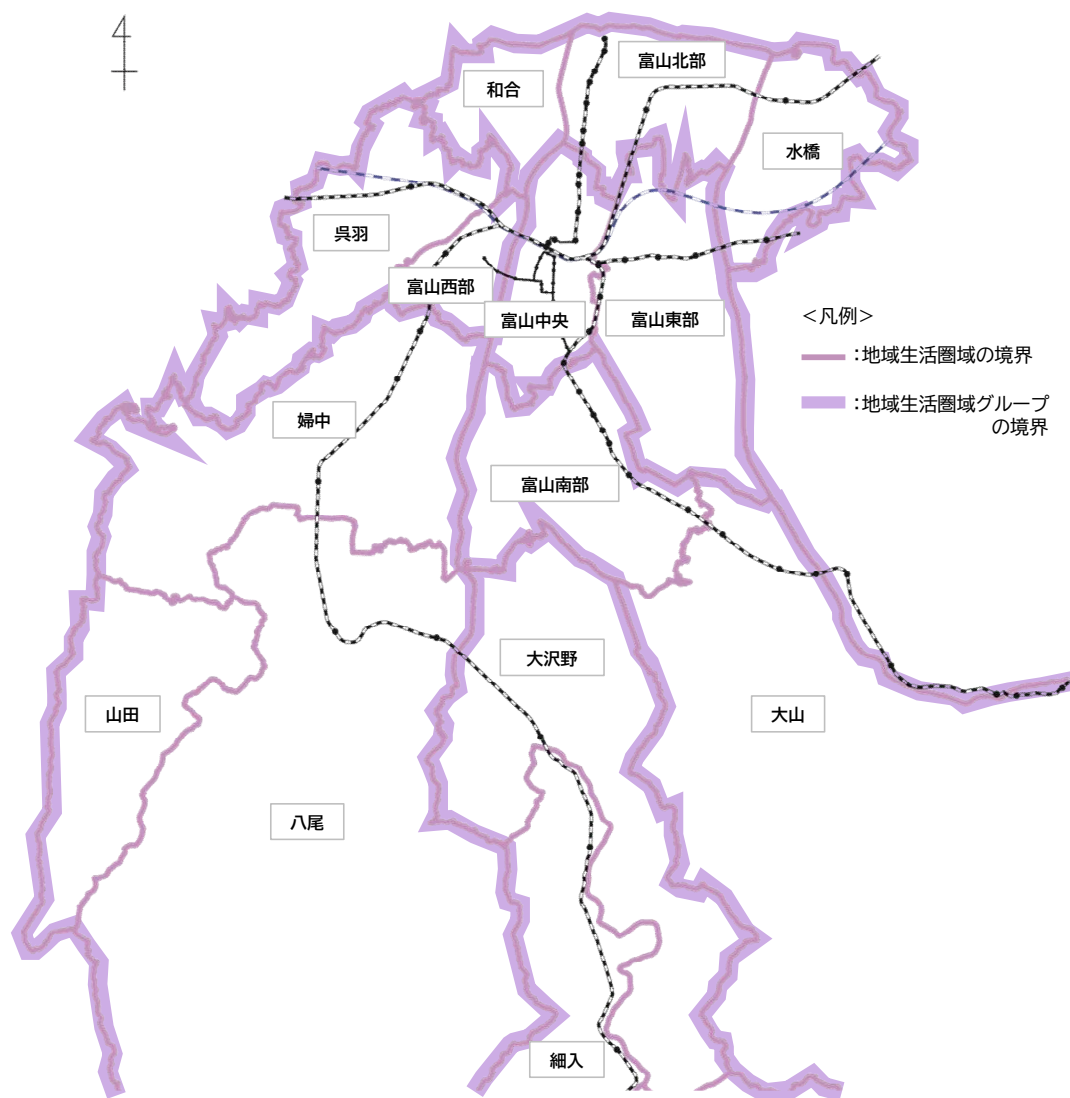 富山北部
和合
水橋
呉羽
富山西部
富山中央
富山東部
<凡例>
:地域生活圏域の境界
:地域生活圏域グループ
の境界
婦中
富山南部
大沢野
山田
大山
八尾
細入